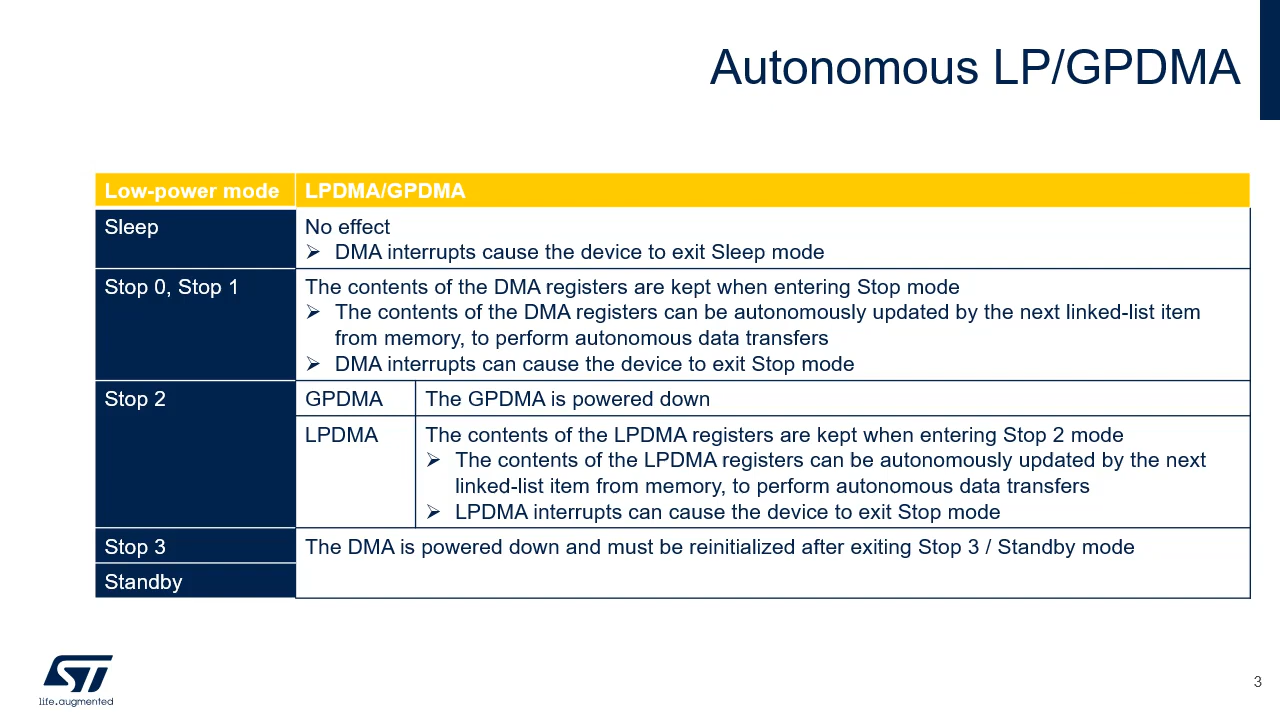 Autonomous LP/GPDMA
Low-power mode LPDMA/GPDMA
Sleep No effect
➢ DMA interrupts cause the device to exit Sleep mode
Stop 0, Stop 1 The contents of the DMA registers are kept when entering Stop mode
➢ The contents of the DMA registers can be autonomously updated by the next linked-list item
from memory, to perform autonomous data transfers
➢ DMA interrupts can cause the device to exit Stop mode
Stop 2 GPDMA The GPDMA is powered down
LPDMA The contents of the LPDMA registers are kept when entering Stop 2 mode
➢ The contents of the LPDMA registers can be autonomously updated by the next
linked-list item from memory, to perform autonomous data transfers
➢ LPDMA interrupts can cause the device to exit Stop mode
Stop 3 The DMA is powered down and must be reinitialized after exiting Stop 3 / Standby mode
Standby
ST
life.augmented
3